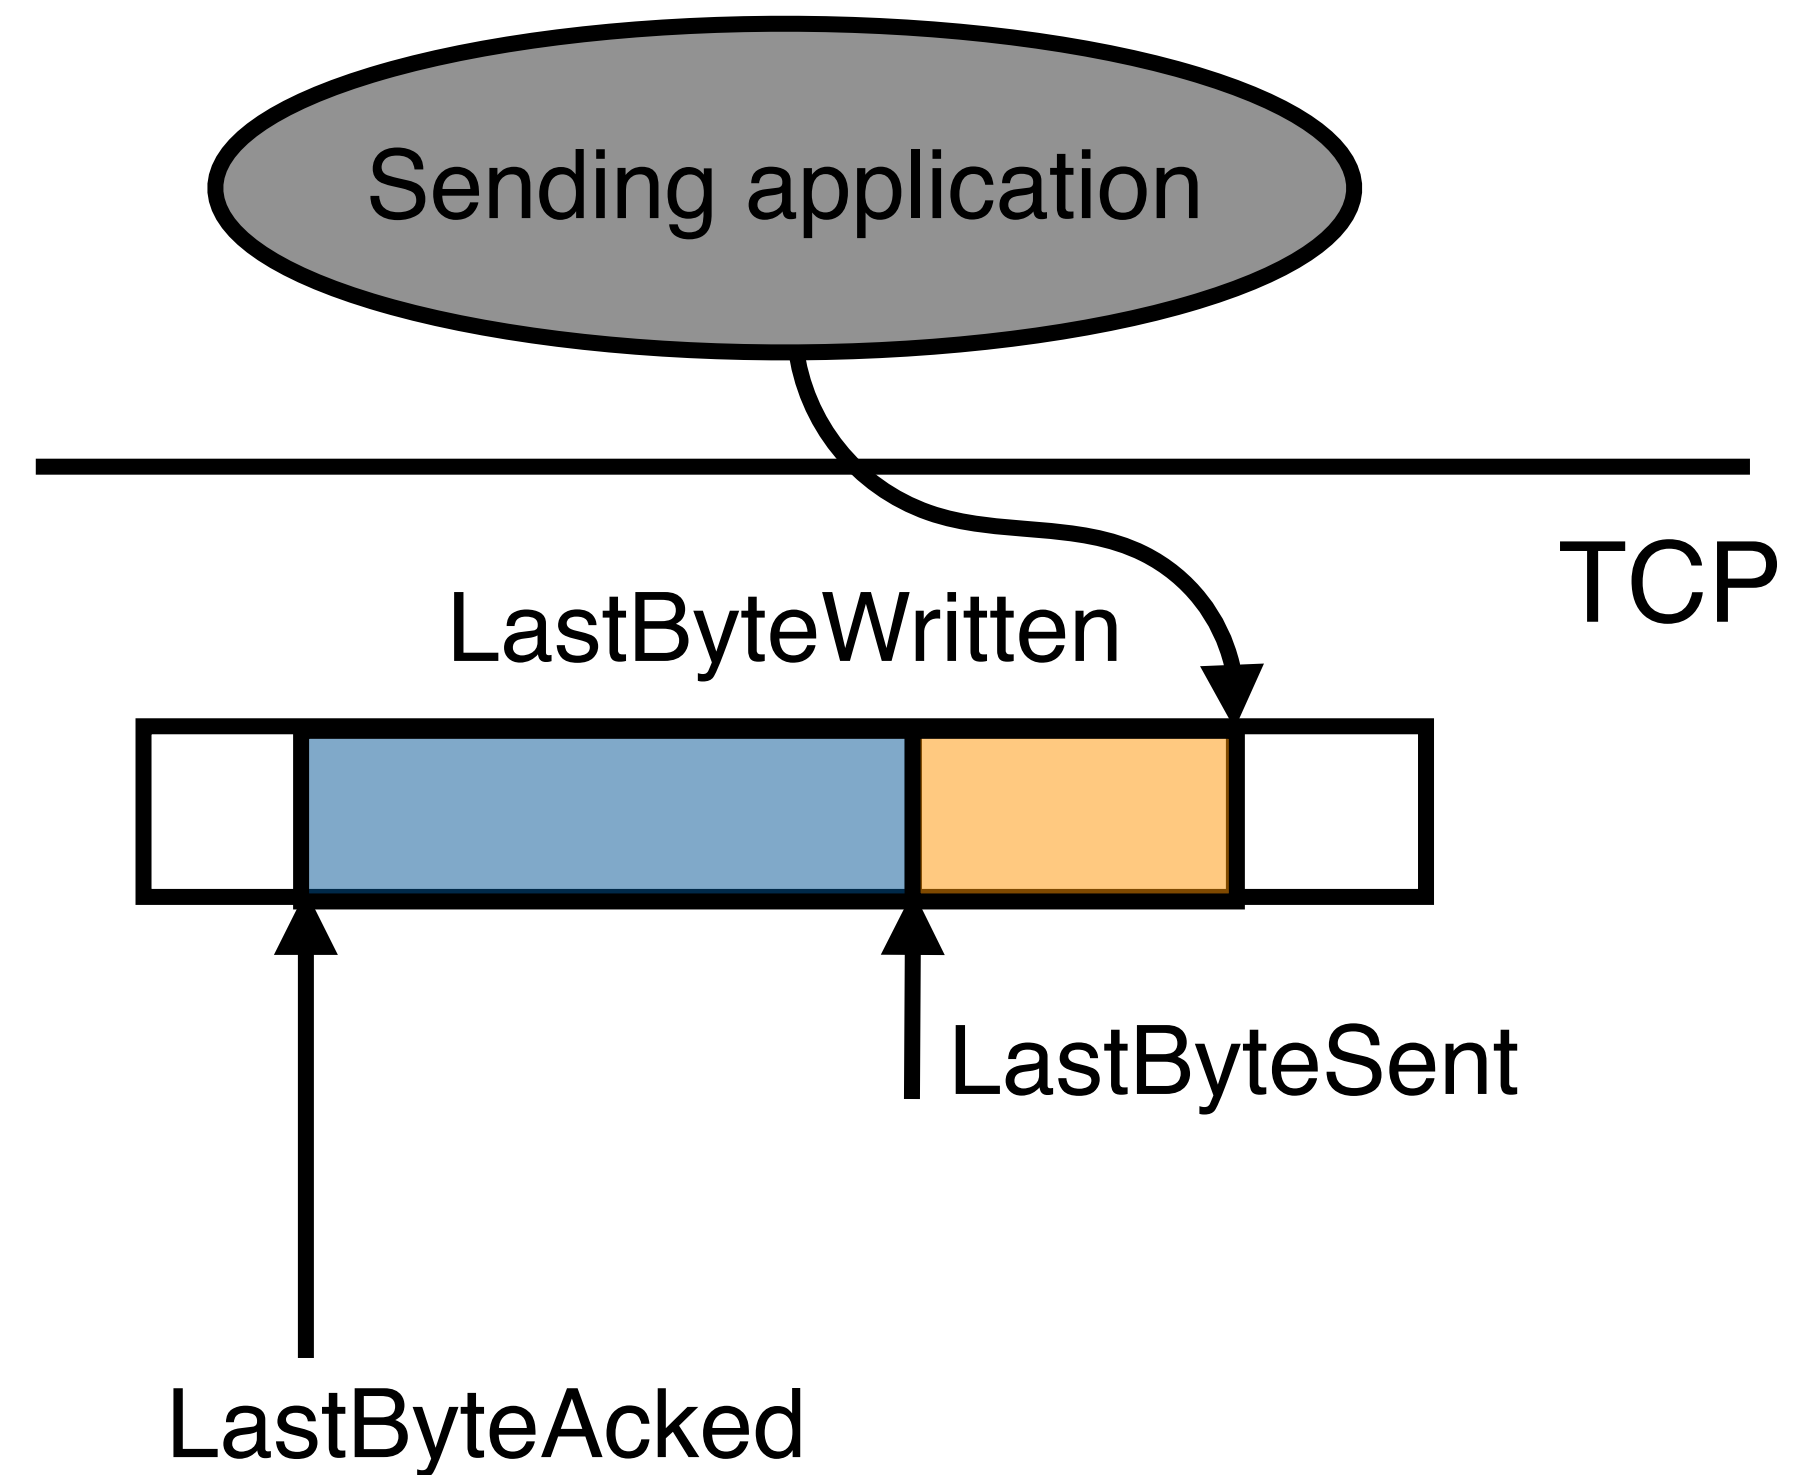 Sending application
TCP
LastByteWritten
LastByteSent
LastByteAcked